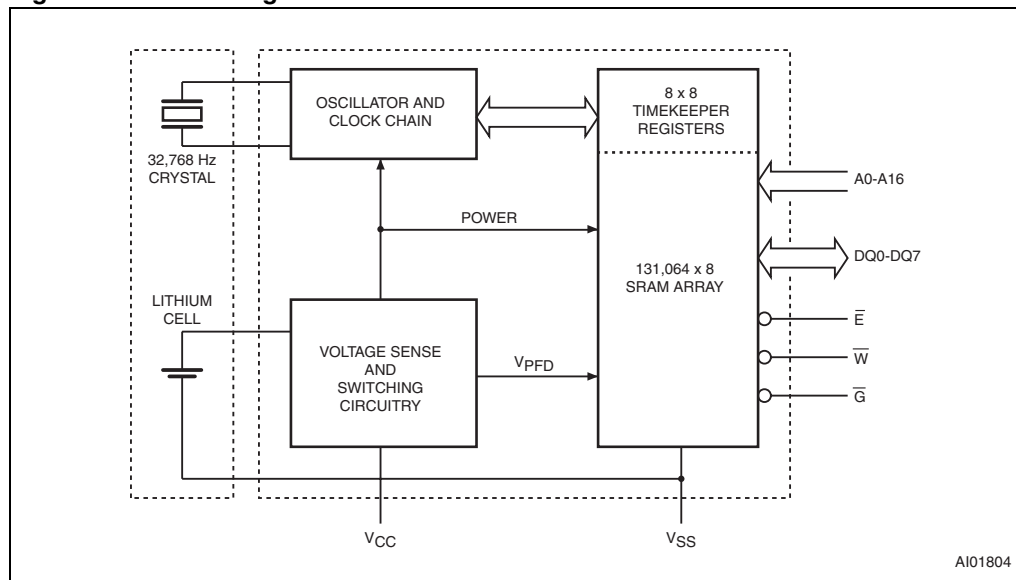 OSCILLATOR AND
CLOCK CHAIN
8 x 8
TIMEKEEPER
REGISTERS
32,768 Hz
CRYSTAL
A0-A16
POWER
DQ0-DQ7
131,064 x 8
SRAM ARRAY
LITHIUM
CELL
E̅
VOLTAGE SENSE
AND
SWITCHING
CIRCUITRY
VPFD
W̅
G̅
VCC
VSS
AI01804